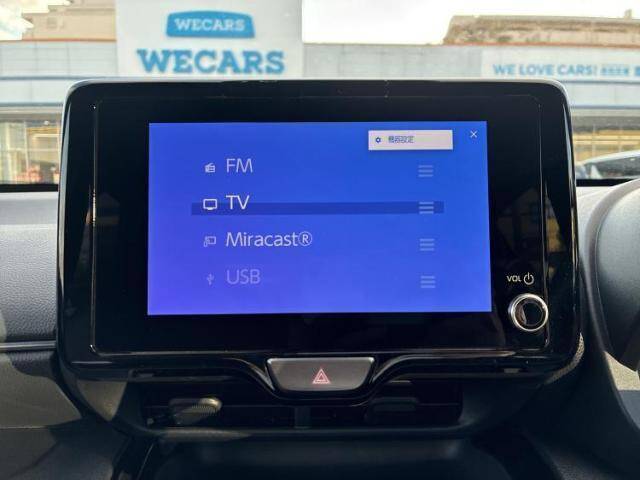 WECARS
WECARS
WE LOVE CARS!
機器設定
FM
TV
Miracast®
USB
VOL